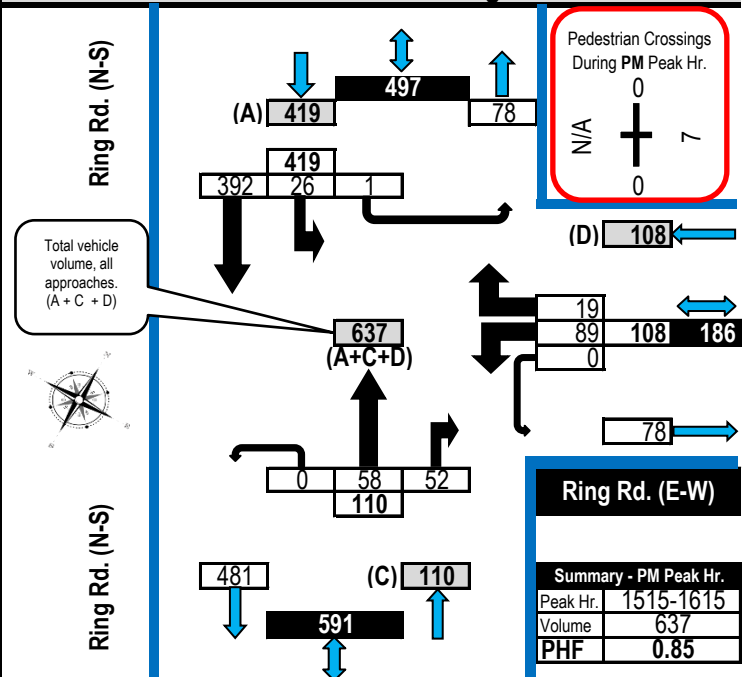 Ring Rd. (N-S)
497
(A) 419
78
Pedestrian Crossings
During PM Peak Hr.
0
N/A
7
0
419
392 26 1
(D) 108
Total vehicle
volume, all
approaches.
(A + C + D)
637
(A+C+D)
19
89 108 186
0
78
0 58 52
110
Ring Rd. (N-S)
481
(C) 110
591
Ring Rd. (E-W)
Summary - PM Peak Hr.
Peak Hr. 1515-1615
Volume 637
PHF 0.85